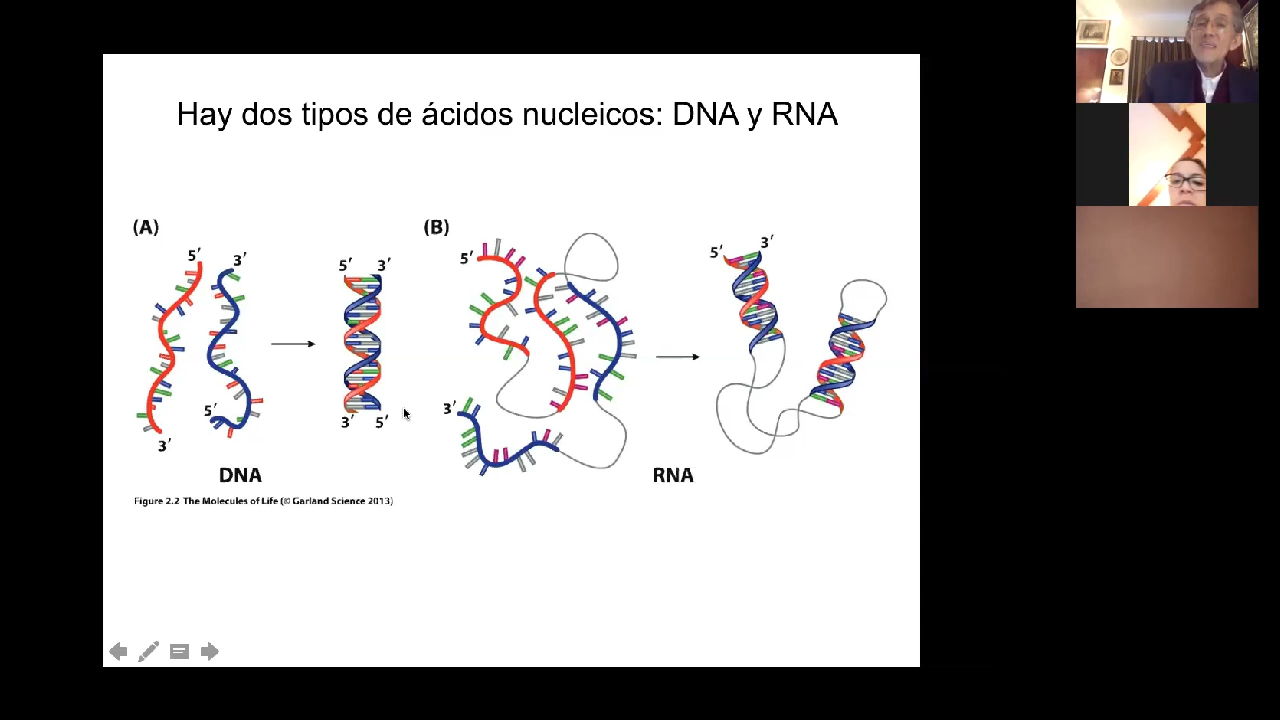 Hay dos tipos de ácidos nucleicos: DNA y RNA
(A)
5′
3′
5′
3′
5′
3′
3′
5′
DNA
(B)
5′
3′
5′
3′
RNA
Figure 2.2 The Molecules of Life (© Garland Science 2013)